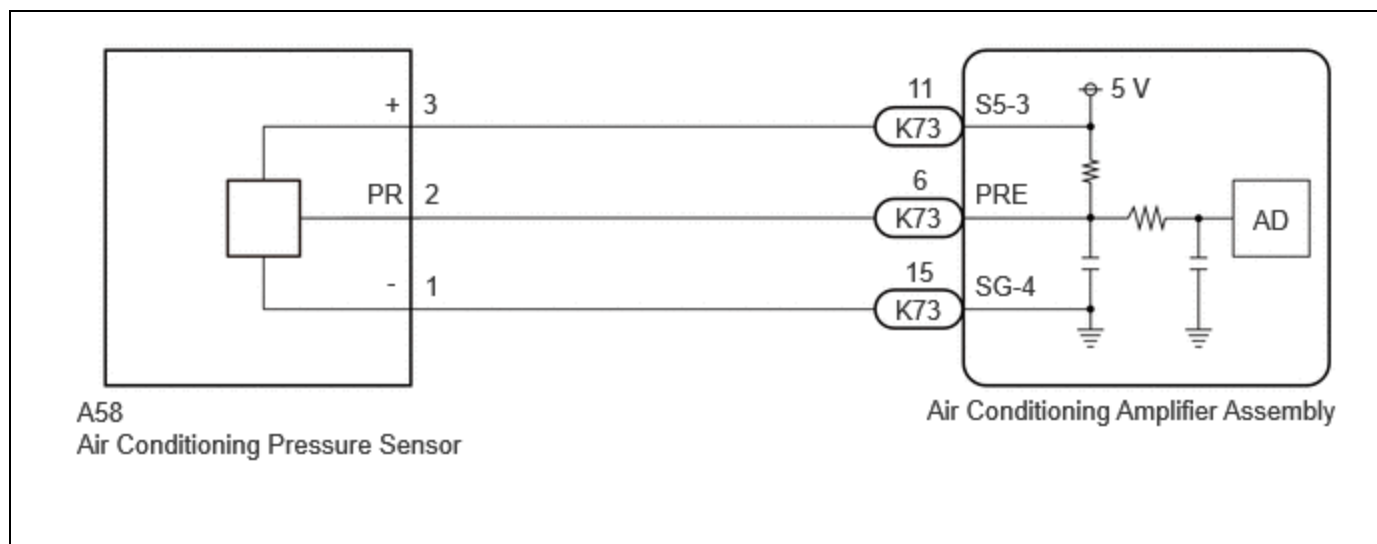 + 3
PR 2
- 1
11
K73
S5-3
5 V
6
K73
PRE
AD
15
K73
SG-4
A58
Air Conditioning Pressure Sensor
Air Conditioning Amplifier Assembly